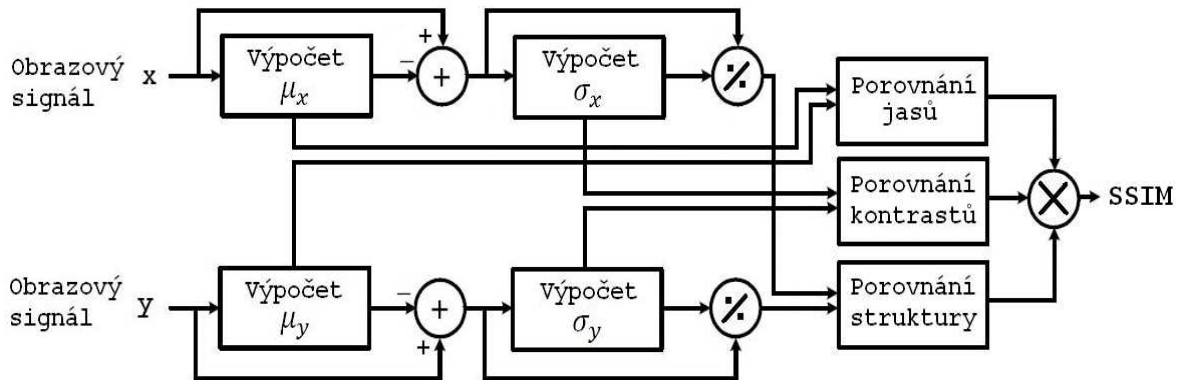 Obrazový
signál
x
Výpočet
μx
+
−
+
Výpočet
σx
Porovnání
jasů
Porovnání
kontrastů
SSIM
Obrazový
signál
y
Výpočet
μy
−
+
+
Výpočet
σy
Porovnání
struktury